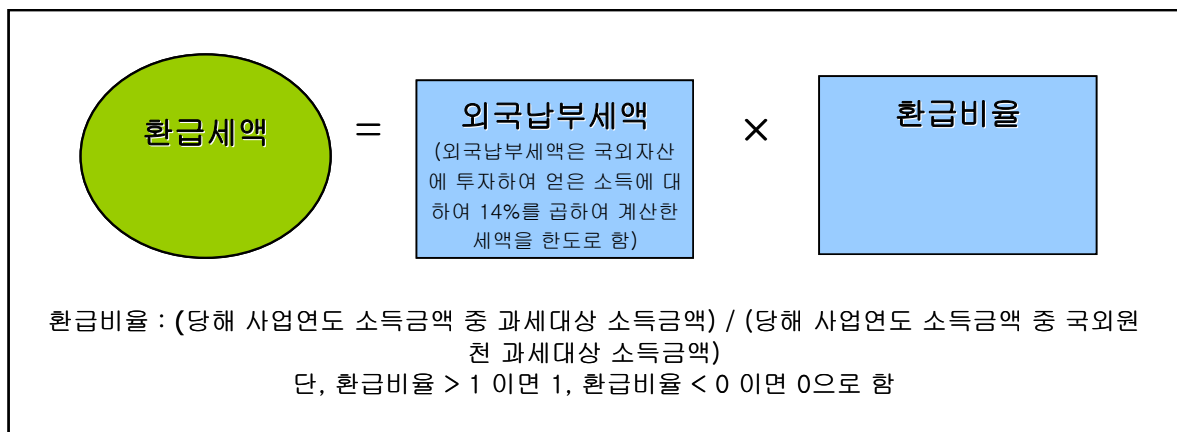 환급세액
=
외국납부세액
(외국납부세액은 국외자산
에 투자하여 얻은 소득에 대
하여 14%를 곱하여 계산한
세액을 한도로 함)
×
환급비율
환급비율 : (당해 사업연도 소득금액 중 과세대상 소득금액) / (당해 사업연도 소득금액 중 국외원
천 과세대상 소득금액)
단, 환급비율 > 1 이면 1, 환급비율 < 0 이면 0으로 함